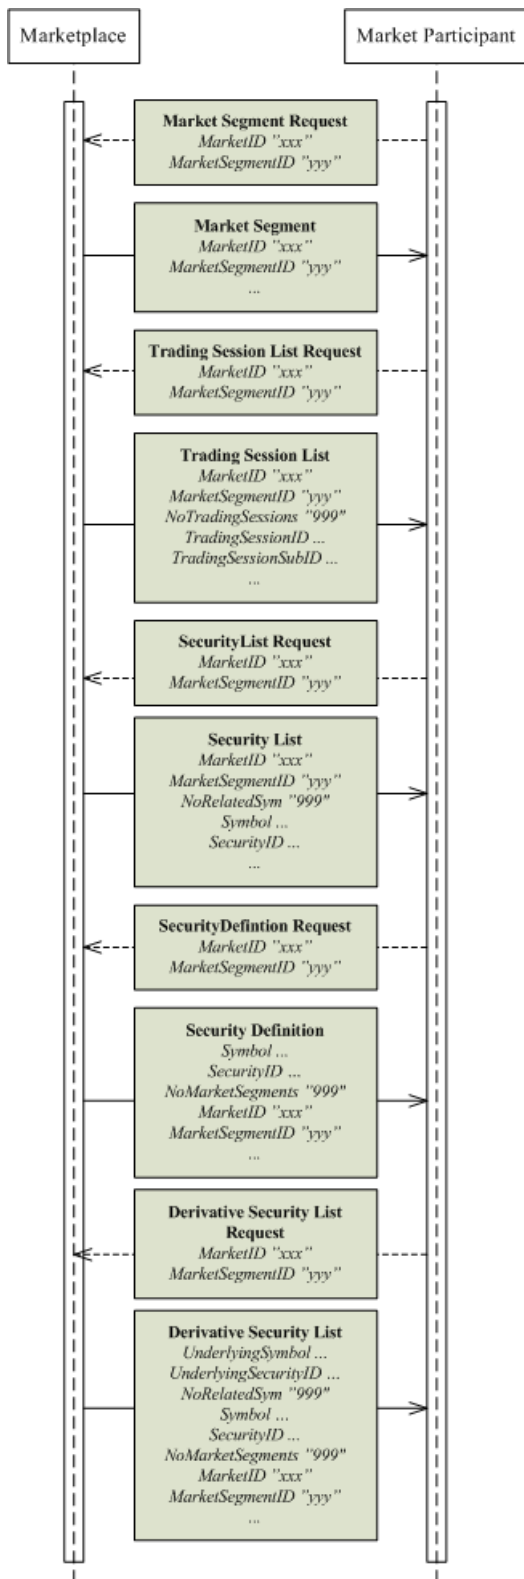 Marketplace
Market Participant
Market Segment Request
MarketID "xxx"
MarketSegmentID "yyy"
Market Segment
MarketID "xxx"
MarketSegmentID "yyy"
...
Trading Session List Request
MarketID "xxx"
MarketSegmentID "yyy"
Trading Session List
MarketID "xxx"
MarketSegmentID "yyy"
NoTradingSessions "999"
TradingSessionID ...
TradingSessionSubID ...
...
SecurityList Request
MarketID "xxx"
MarketSegmentID "yyy"
Security List
MarketID "xxx"
MarketSegmentID "yyy"
NoRelatedSym "999"
Symbol ...
SecurityID ...
...
SecurityDefintion Request
MarketID "xxx"
MarketSegmentID "yyy"
Security Definition
Symbol ...
SecurityID ...
NoMarketSegments "999"
MarketID "xxx"
MarketSegmentID "yyy"
...
Derivative Security List
Request
MarketID "xxx"
MarketSegmentID "yyy"
Derivative Security List
UnderlyingSymbol ...
UnderlyingSecurityID ...
NoRelatedSym "999"
Symbol ...
SecurityID ...
NoMarketSegments "999"
MarketID "xxx"
MarketSegmentID "yyy"
...